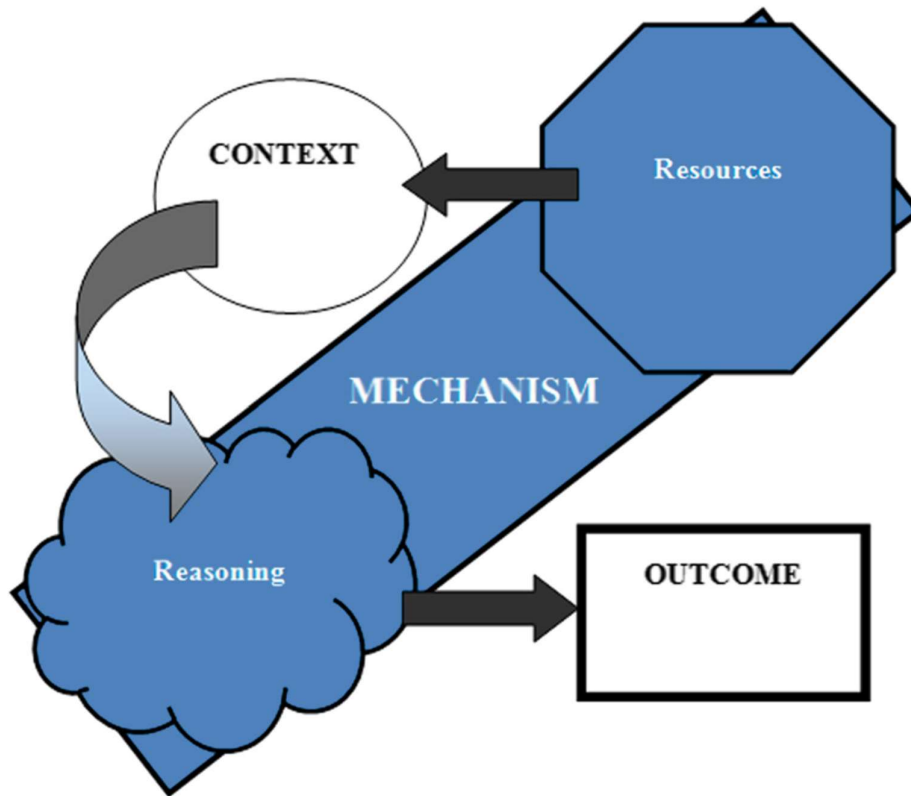 CONTEXT
Resources
MECHANISM
Reasoning
OUTCOME